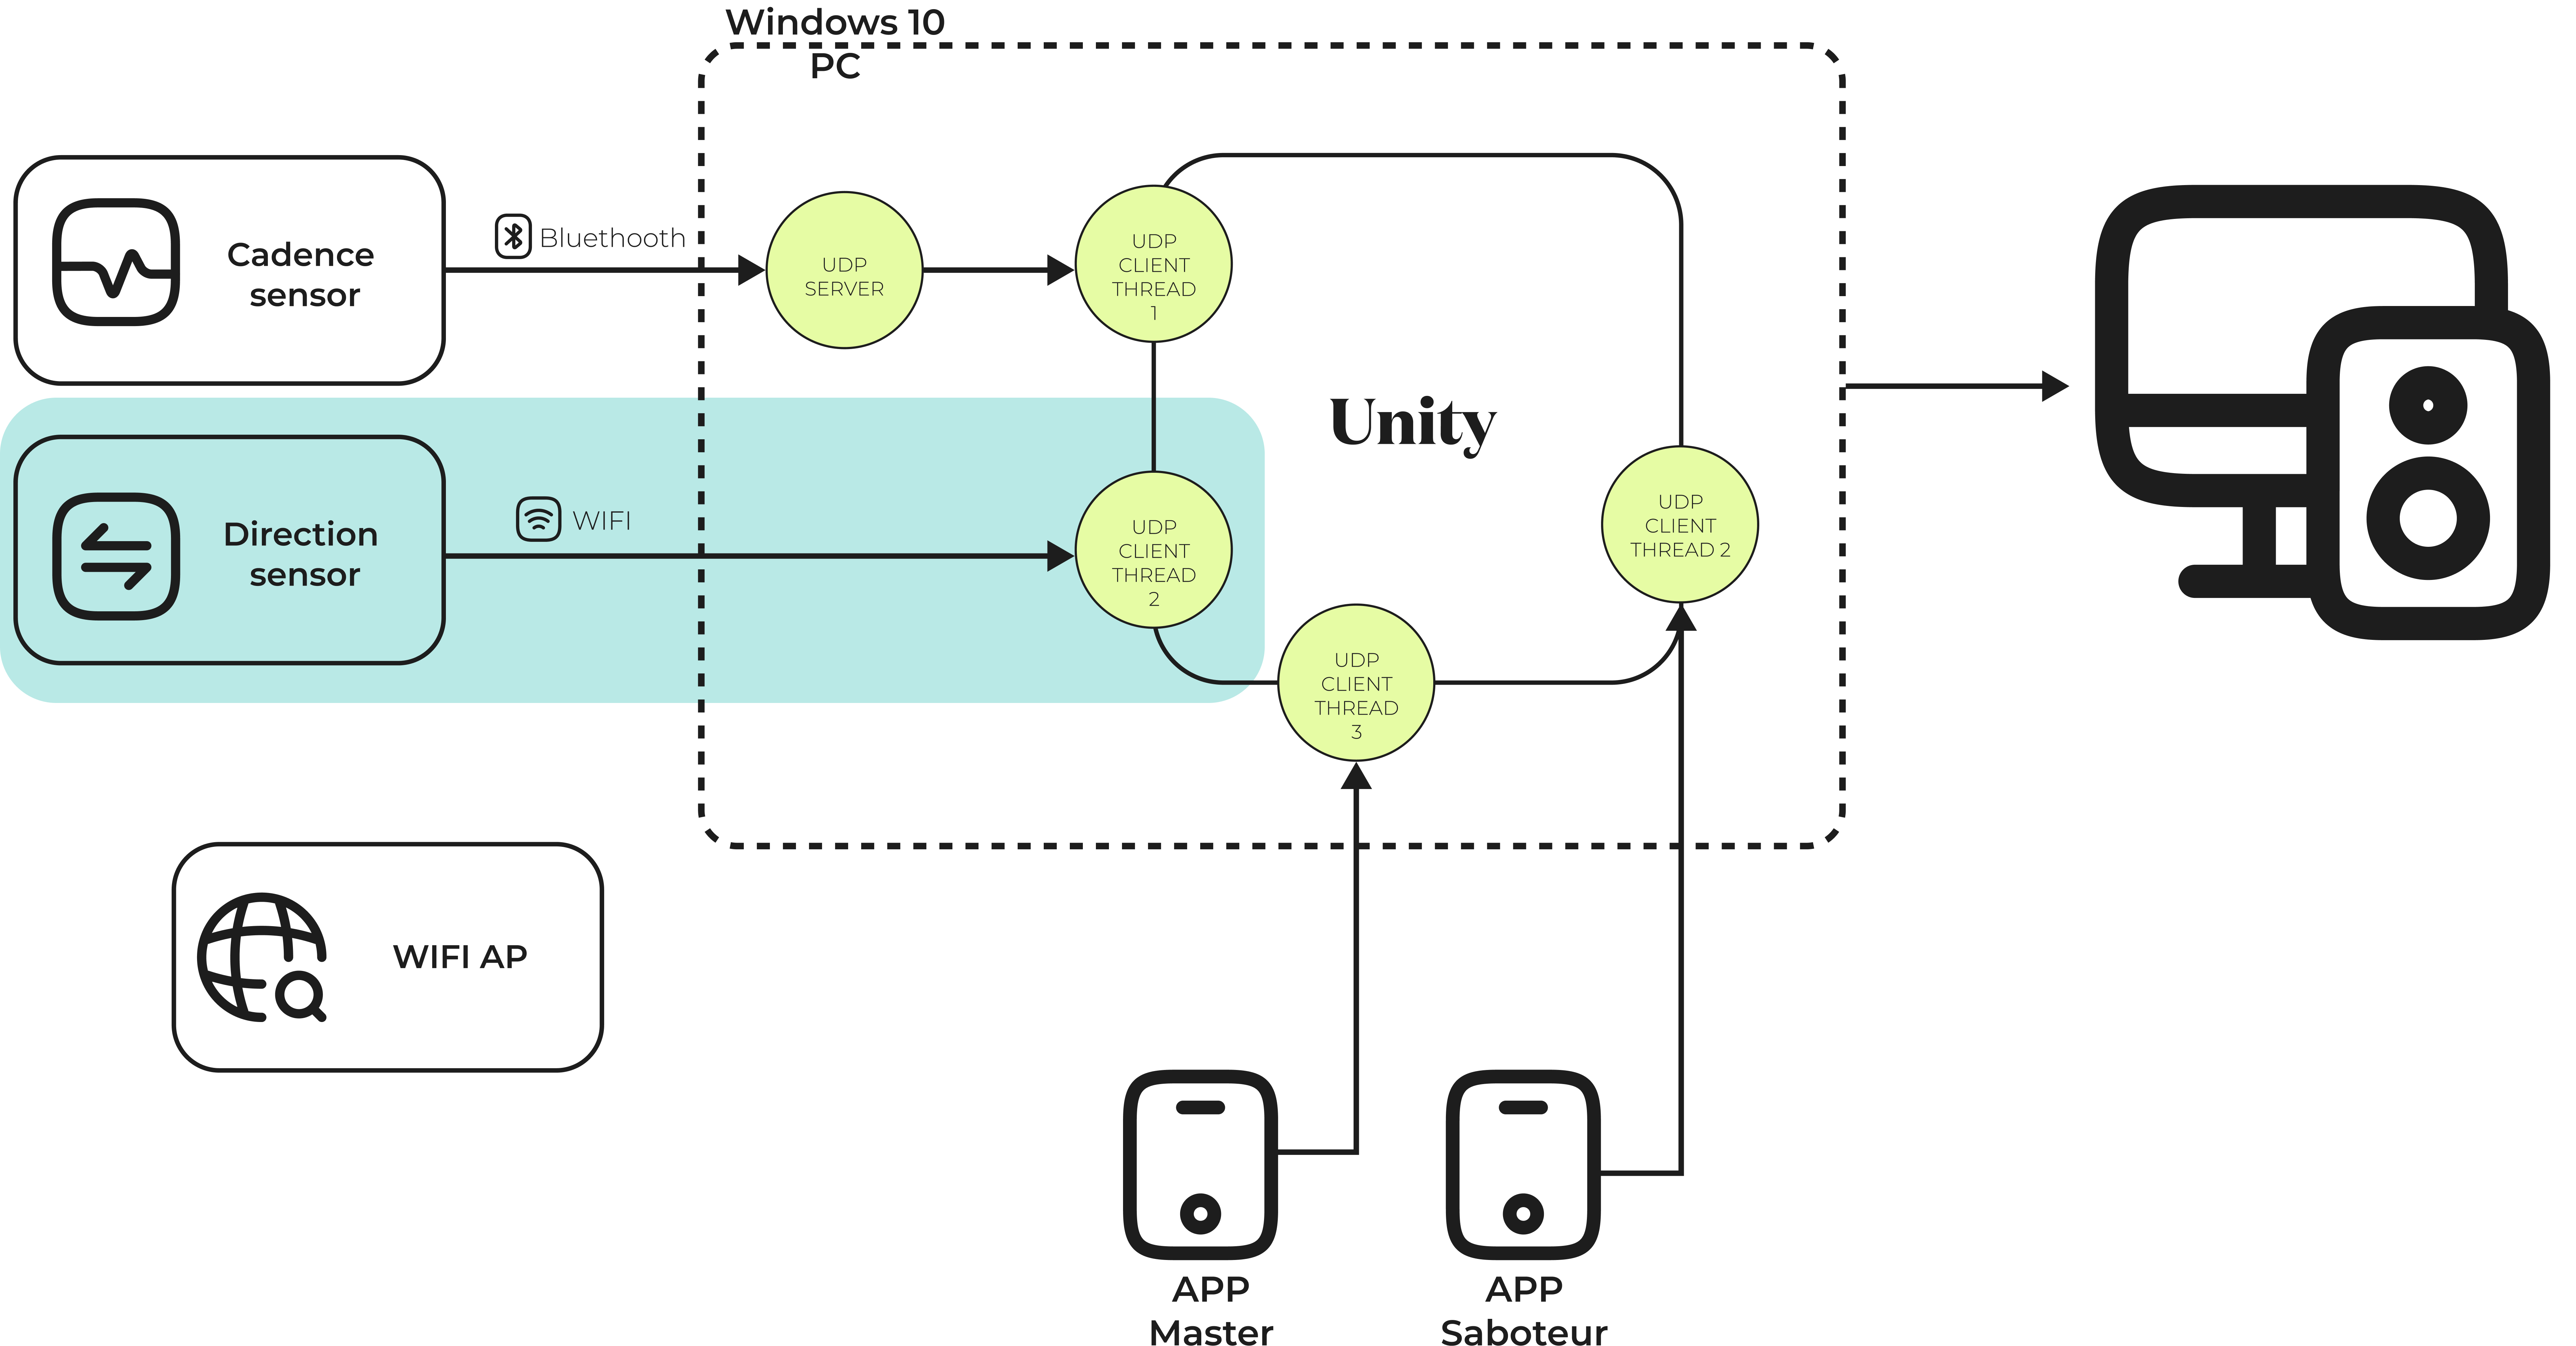 Windows 10
PC
Cadence
sensor
Bluethooth
UDP
SERVER
UDP
CLIENT
THREAD
1
Unity
Direction
sensor
WIFI
UDP
CLIENT
THREAD
2
UDP
CLIENT
THREAD 2
UDP
CLIENT
THREAD
3
WIFI AP
APP
Master
APP
Saboteur